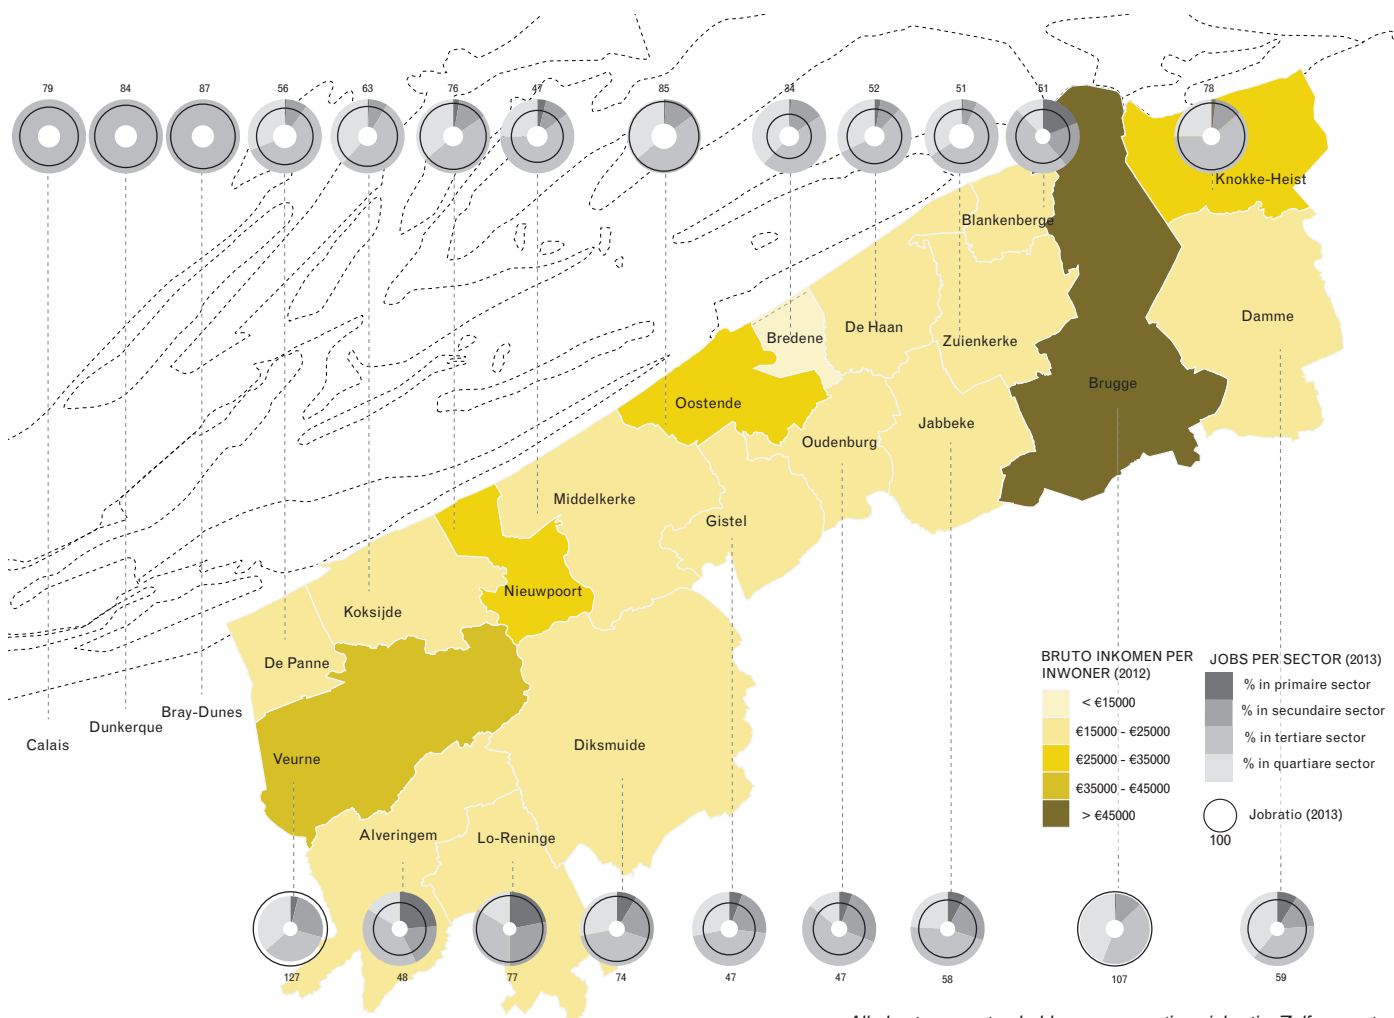 79 84 87 56 63 76 47 85 34 52 51 51 78
Knokke-Heist
Blankenberge
Damme
De Haan
Bredene
Zuienkerke
Brugge
Oostende
Jabbeke
Oudenburg
Middelkerke
Gistel
Nieuwpoort
Koksijde
De Panne
Bray-Dunes
Dunkerque
Calais
Veurne
Diksmuide
Alveringem
Lo-Reninge
BRUTO INKOMEN PER
INWONER (2012)
< €15000
€15000 - €25000
€25000 - €35000
€35000 - €45000
> €45000
JOBS PER SECTOR (2013)
% in primaire sector
% in secundaire sector
% in tertiare sector
% in quartiare sector
Jobratio (2013)
100
127 48 77 74 47 47 58 107 59